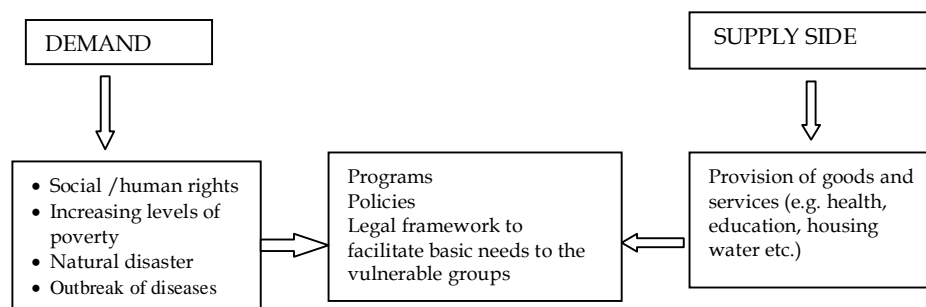 DEMAND
SUPPLY SIDE
• Social /human rights
• Increasing levels of
poverty
• Natural disaster
• Outbreak of diseases
Programs
Policies
Legal framework to
facilitate basic needs to the
vulnerable groups
Provision of goods and
services (e.g. health,
education, housing
water etc.)